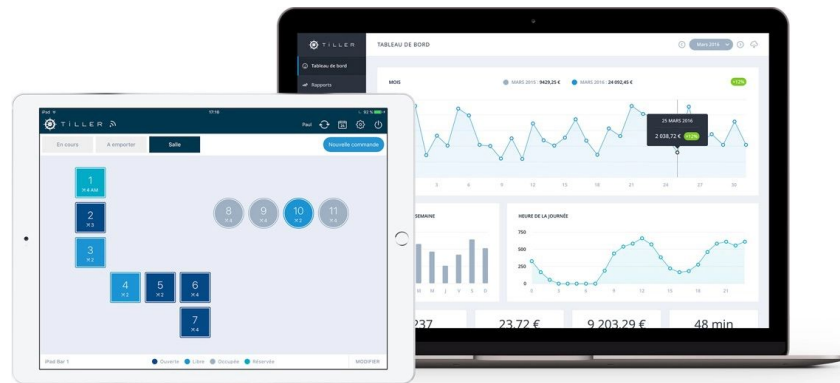 TILLER
TABLEAU DE BORD
Mars 2016
Tableau de bord
Rapports
MOIS
MARS 2015 : 9429,25 €
MARS 2016 : 24 092,45 €
+12%
25 MARS 2016
2 038,72 €
+12%
3 6 9 12 15 18 21 24 27 30
SEMAINE
M J V S D
HEURE DE LA JOURNÉE
750
500
250
0
0 3 6 9 12 15 18 21
237
23,72 €
9 203,29 €
48 min
iPad
17:16
TILLER
Paul
En cours
A emporter
Salle
Nouvelle commande
1
2
3
4
5
6
7
8
9
10
11
iPad Bar 1
Ouverte
Libre
Occupée
Réservée
MODIFIER